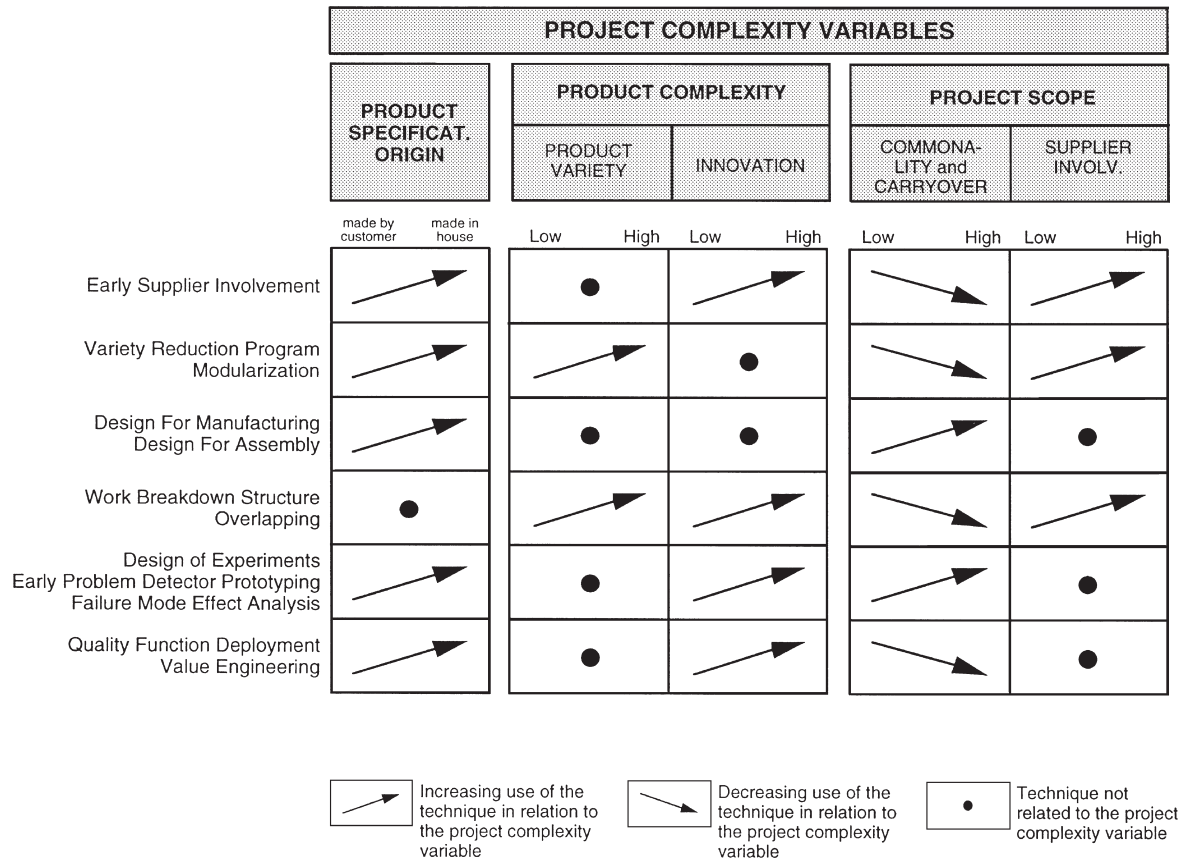 PROJECT COMPLEXITY VARIABLES
PRODUCT
SPECIFICAT.
ORIGIN
PRODUCT COMPLEXITY
PRODUCT
VARIETY
INNOVATION
PROJECT SCOPE
COMMONA-
LITY and
CARRYOVER
SUPPLIER
INVOLV.
made by
customer
made in
house
Low High
Low High
Low High
Low High
Early Supplier Involvement
Variety Reduction Program
Modularization
Design For Manufacturing
Design For Assembly
Work Breakdown Structure
Overlapping
Design of Experiments
Early Problem Detector Prototyping
Failure Mode Effect Analysis
Quality Function Deployment
Value Engineering
Increasing use of the
technique in relation to
the project complexity
variable
Decreasing use of the
technique in relation to
the project complexity
variable
Technique not
related to the project
complexity variable